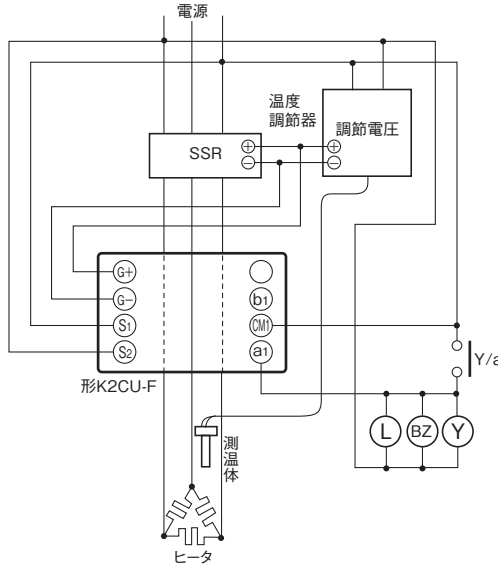 電源
温度
調節器
調節電圧
SSR
⊕
⊖
⊕
⊖
G+
G−
S1
S2
b1
CM1
a1
形K2CU-F
Y/a
L
BZ
Y
測温体
ヒータ